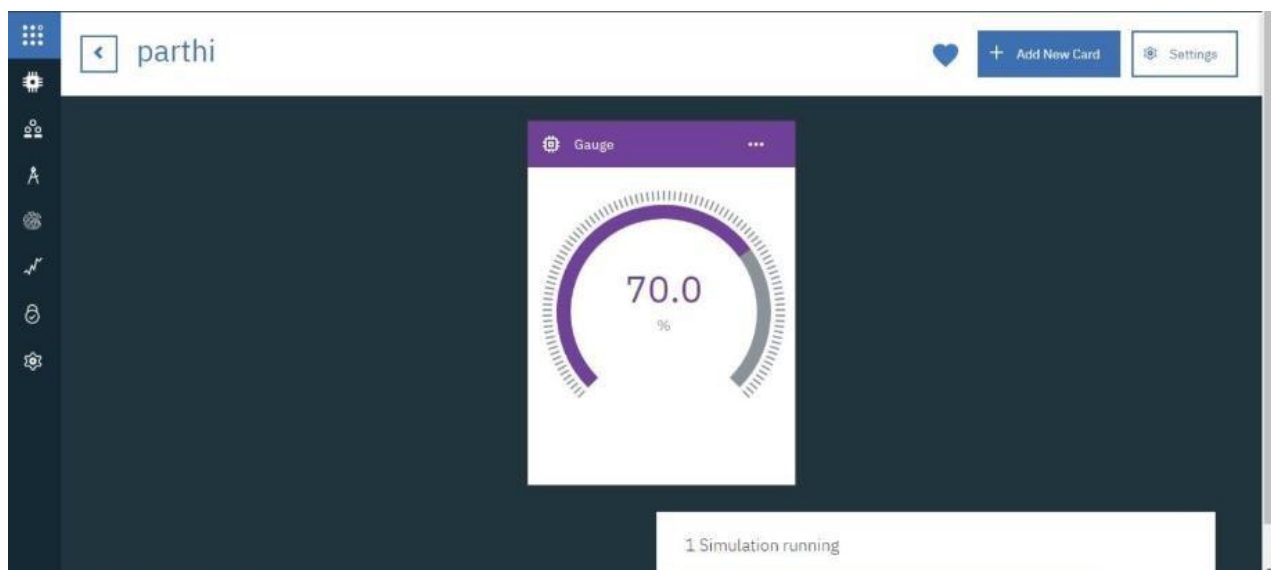 parthi
+ Add New Card
Settings
Gauge
70.0
%
1 Simulation running